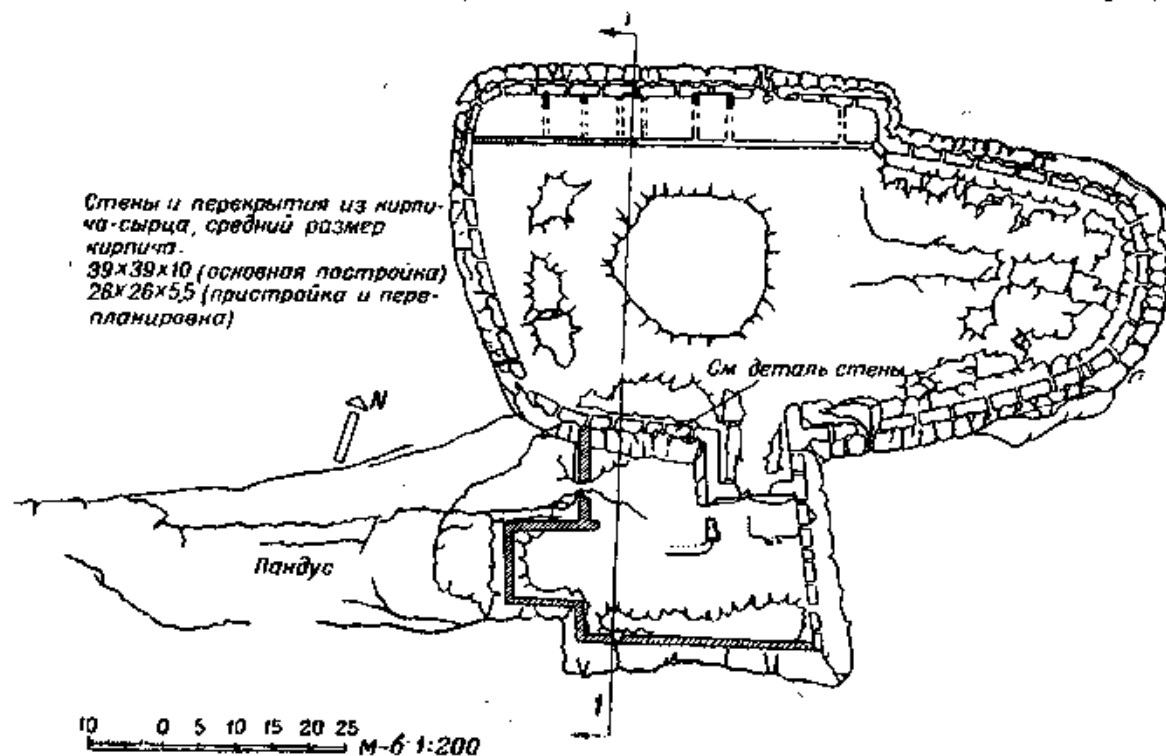 1
Стены и перекрытия из кирпи-
ча-сырца, средний размер
кирпича.
39×39×10 (основная постройка)
26×26×5,5 (пристройка и пере-
планировка)
См деталь стены
N
Пандус
1
10 0 5 10 15 20 25
М-б 1:200